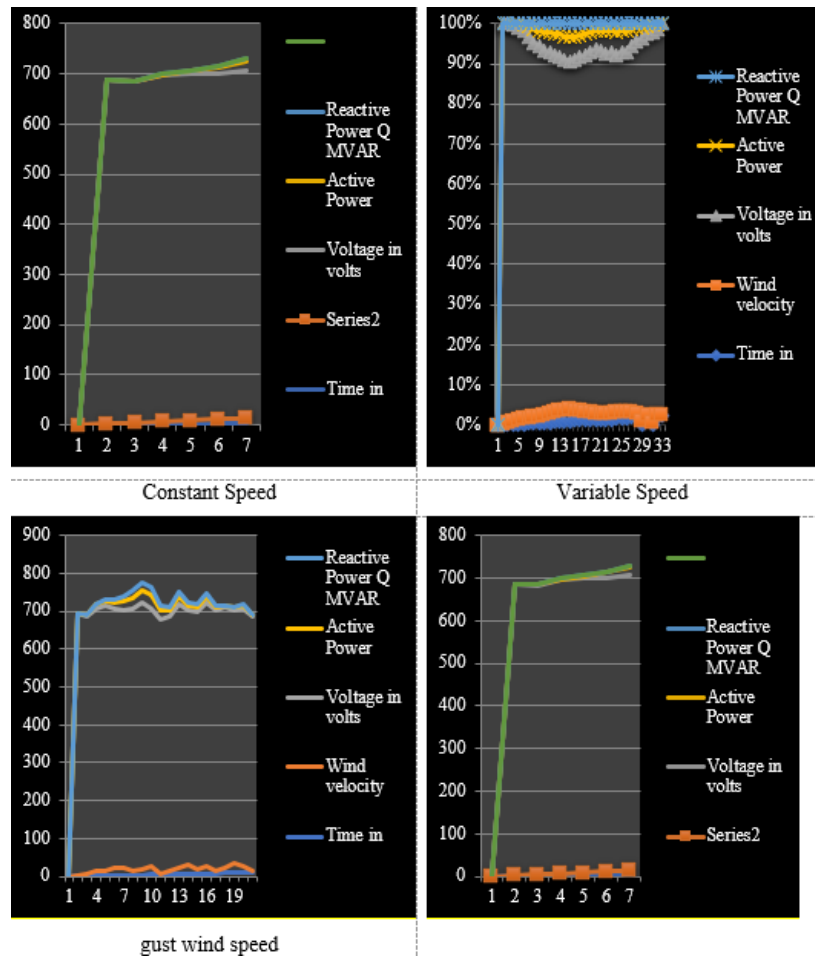 800
700
600
500
400
300
200
100
0
1 2 3 4 5 6 7
Reactive
Power Q
MVAR
Active
Power
Voltage in
volts
Series2
Time in
Constant Speed
100%
90%
80%
70%
60%
50%
40%
30%
20%
10%
0%
1 5 9 13 17 21 25 29 33
Reactive
Power Q
MVAR
Active
Power
Voltage in
volts
Wind
velocity
Time in
Variable Speed
900
800
700
600
500
400
300
200
100
0
1 4 7 10 13 16 19
Reactive
Power Q
MVAR
Active
Power
Voltage in
volts
Wind
velocity
Time in
gust wind speed
800
700
600
500
400
300
200
100
0
1 2 3 4 5 6 7
Reactive
Power Q
MVAR
Active
Power
Voltage in
volts
Series2